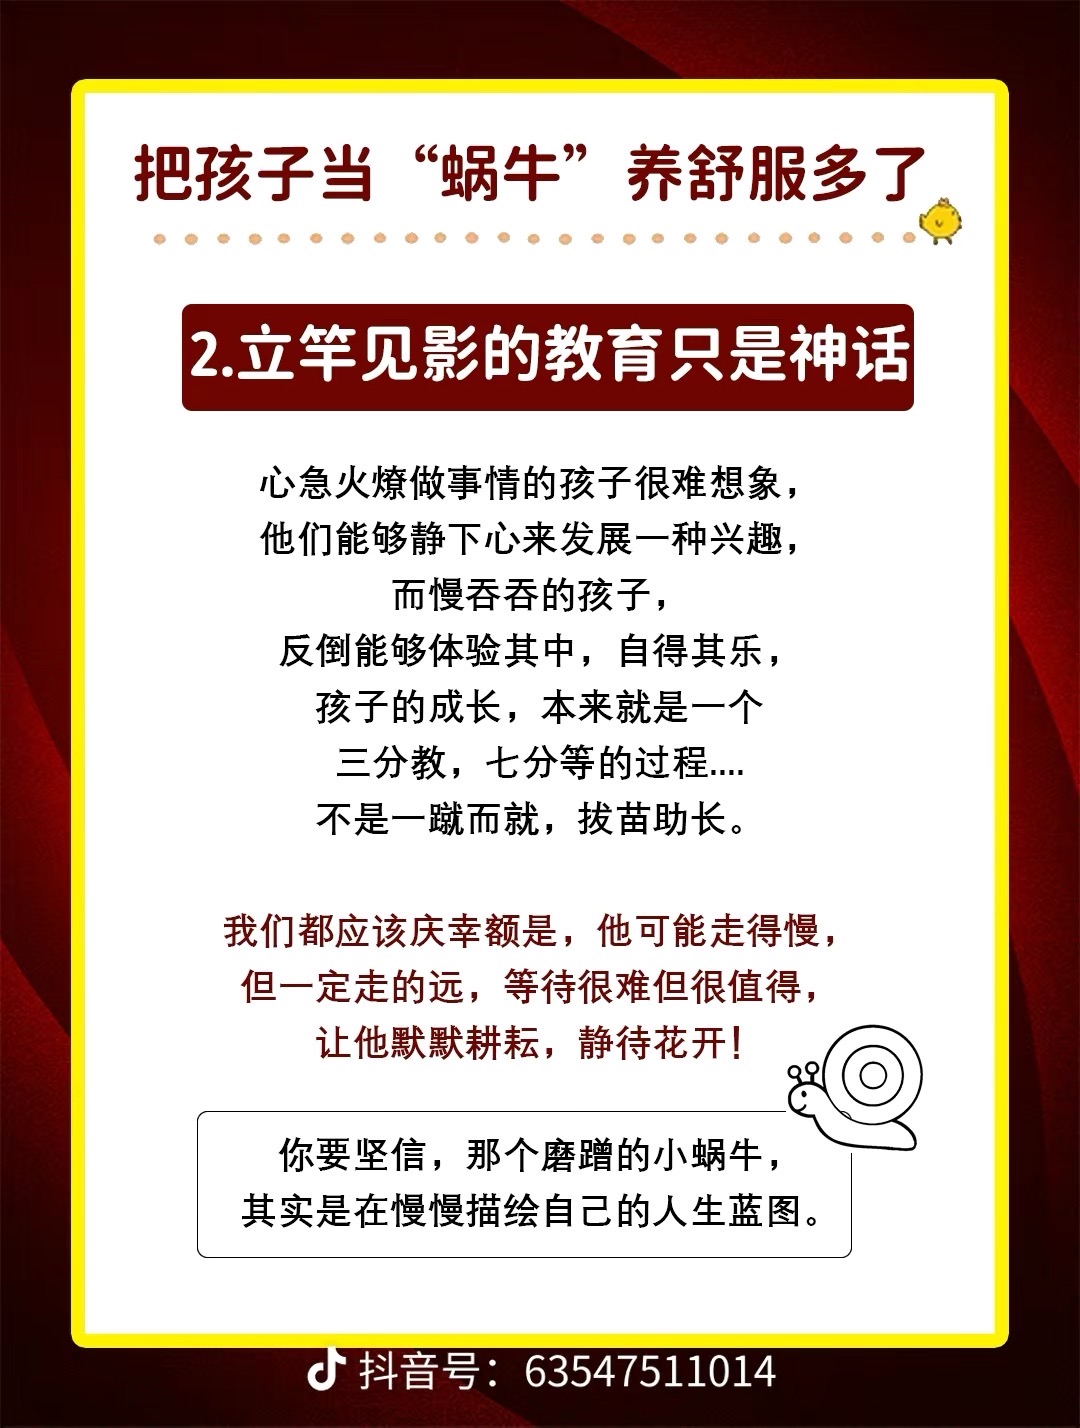 把孩子当“蜗牛”养舒服多了
2.立竿见影的教育只是神话
心急火燎做事情的孩子很难想象，
他们能够静下心来发展一种兴趣，
而慢吞吞的孩子，
反倒能够体验其中，自得其乐，
孩子的成长，本来就是一个
三分教，七分等的过程....
不是一蹴而就，拔苗助长。
我们都应该庆幸额是，他可能走得慢，
但一定走的远，等待很难但很值得，
让他默默耕耘，静待花开！
你要坚信，那个磨蹭的小蜗牛，
其实是在慢慢描绘自己的人生蓝图。
抖音号：63547511014